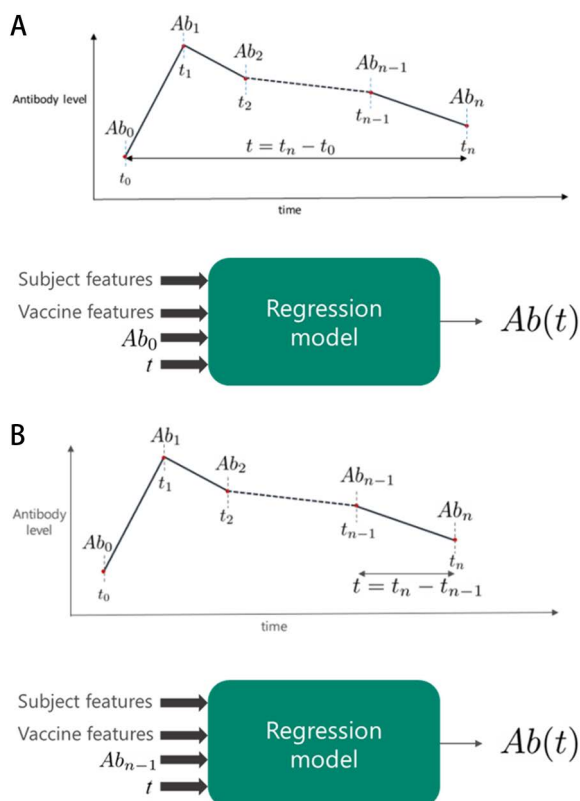 A
Ab₁
Ab₂
Abₙ₋₁
Antibody level
t₁
Abₙ
t₂
tₙ₋₁
Ab₀
tₙ
t = tₙ − t₀
t₀
time
Subject features
Vaccine features
Ab₀
t
Regression
model
Ab(t)
B
Ab₁
Ab₂
Abₙ₋₁
t₁
Antibody
level
Abₙ
t₂
tₙ₋₁
Ab₀
tₙ
t = tₙ − tₙ₋₁
t₀
time
Subject features
Vaccine features
Abₙ₋₁
t
Regression
model
Ab(t)